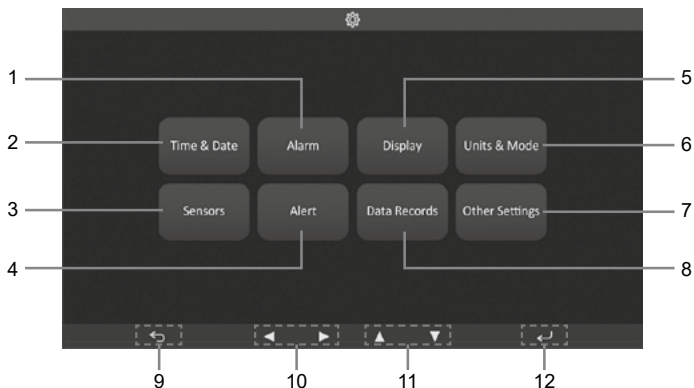 1
5
2
Time & Date
Alarm
Display
Units & Mode
6
3
Sensors
Alert
Data Records
Other Settings
7
4
8
9
10
11
12